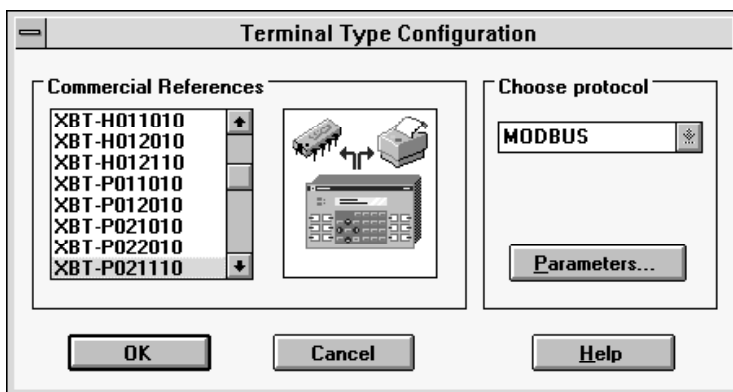 Terminal Type Configuration
Commercial References
XBT-H011010
XBT-H012010
XBT-H012110
XBT-P011010
XBT-P012010
XBT-P021010
XBT-P022010
XBT-P021110
Choose protocol
MODBUS
Parameters...
OK
Cancel
Help